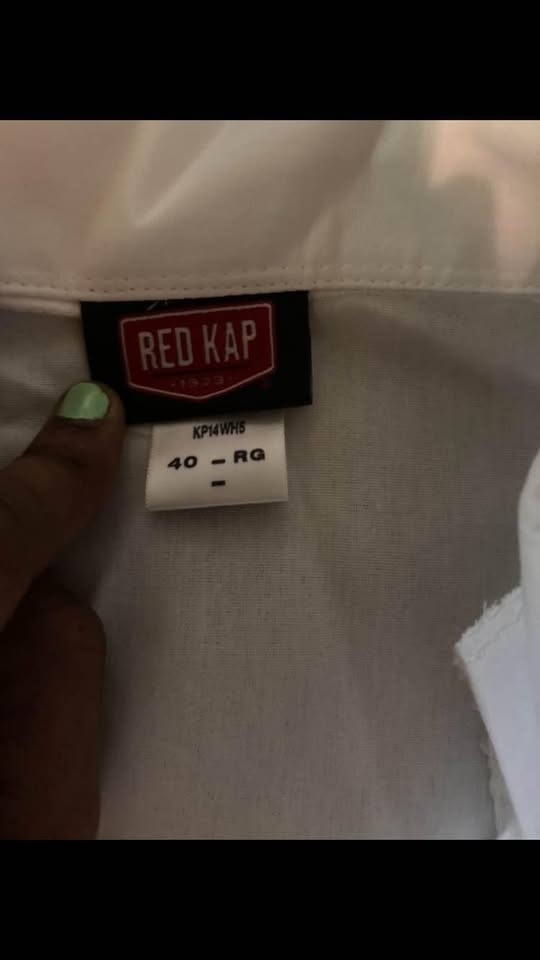 RED KAP
-1923-
KP14WH5
40 - RG
-